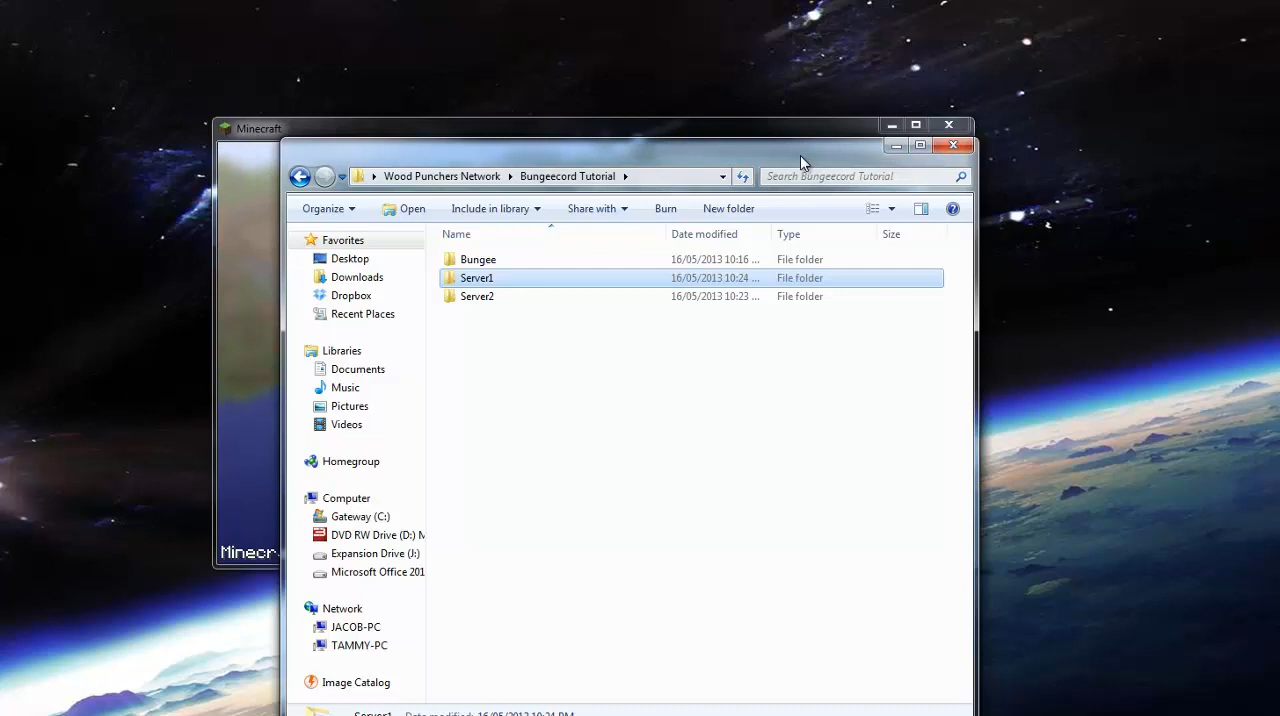 Minecraft
Wood Punchers Network Bungeecord Tutorial
Search Bungeecord Tutorial
Organize Open Include in library Share with Burn New folder
Name Date modified Type Size
Favorites
Desktop
Downloads
Dropbox
Recent Places
Libraries
Documents
Music
Pictures
Videos
Homegroup
Computer
Gateway (C:)
DVD RW Drive (D:) M
Expansion Drive (J:)
Microsoft Office 201
Network
JACOB-PC
TAMMY-PC
Image Catalog
Bungee 16/05/2013 10:16 ... File folder
Server1 16/05/2013 10:24 ... File folder
Server2 16/05/2013 10:23 ... File folder
Minecr
Server1 Date modified: 16/05/2013 10:24 PM